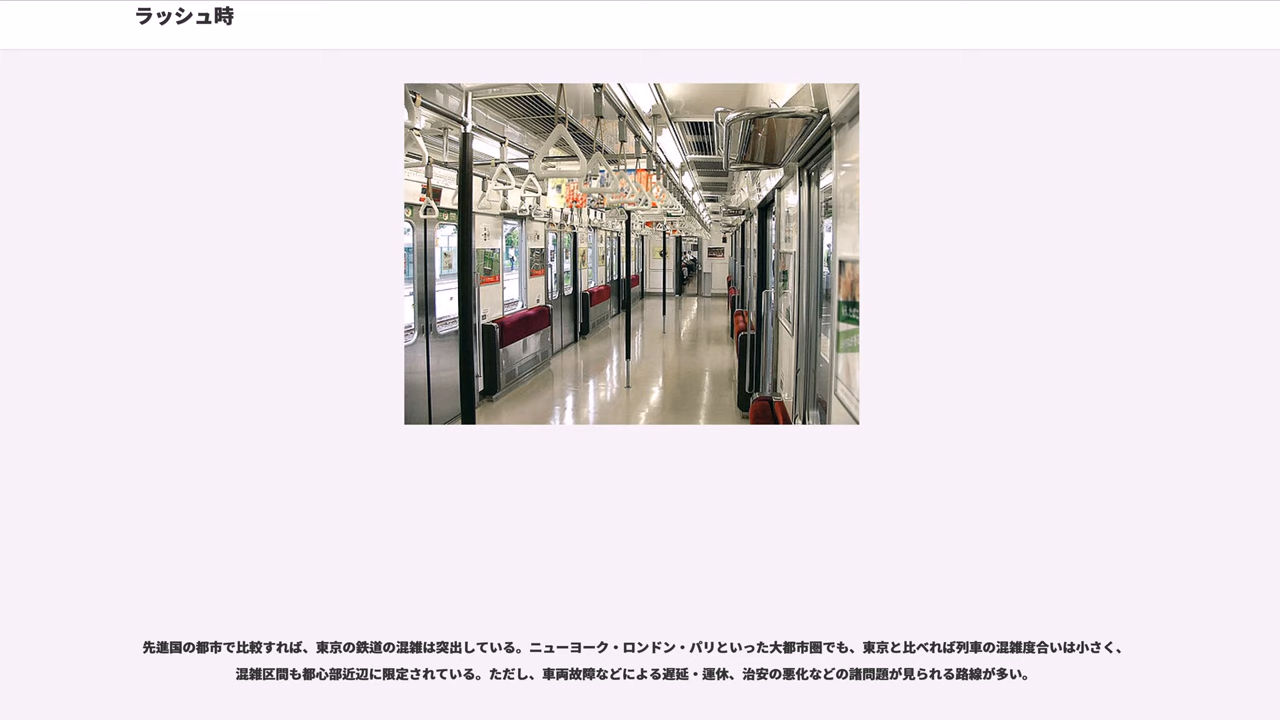 ラッシュ時
先進国の都市で比較すれば、東京の鉄道の混雑は突出している。ニューヨーク・ロンドン・パリといった大都市圏でも、東京と比べれば列車の混雑度合いは小さく、
混雑区間も都心部近辺に限定されている。ただし、車両故障などによる遅延・運休、治安の悪化などの諸問題が見られる路線が多い。